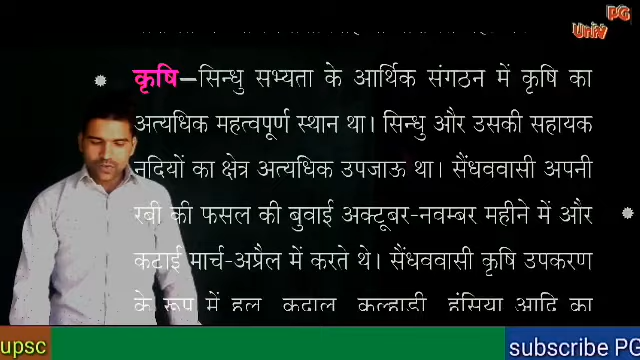 PG
Univ
कृषि–सिन्धु सभ्यता के आर्थिक संगठन में कृषि का
अत्यधिक महत्वपूर्ण स्थान था। सिन्धु और उसकी सहायक
नदियों का क्षेत्र अत्यधिक उपजाऊ था। सैंधववासी अपनी
रबी की फसल की बुवाई अक्टूबर-नवम्बर महीने में और
कटाई मार्च-अप्रैल में करते थे। सैंधववासी कृषि उपकरण
के रूप में हल, कुदाल, कुल्हाड़ी, हंसिया आदि का
upsc
subscribe PG